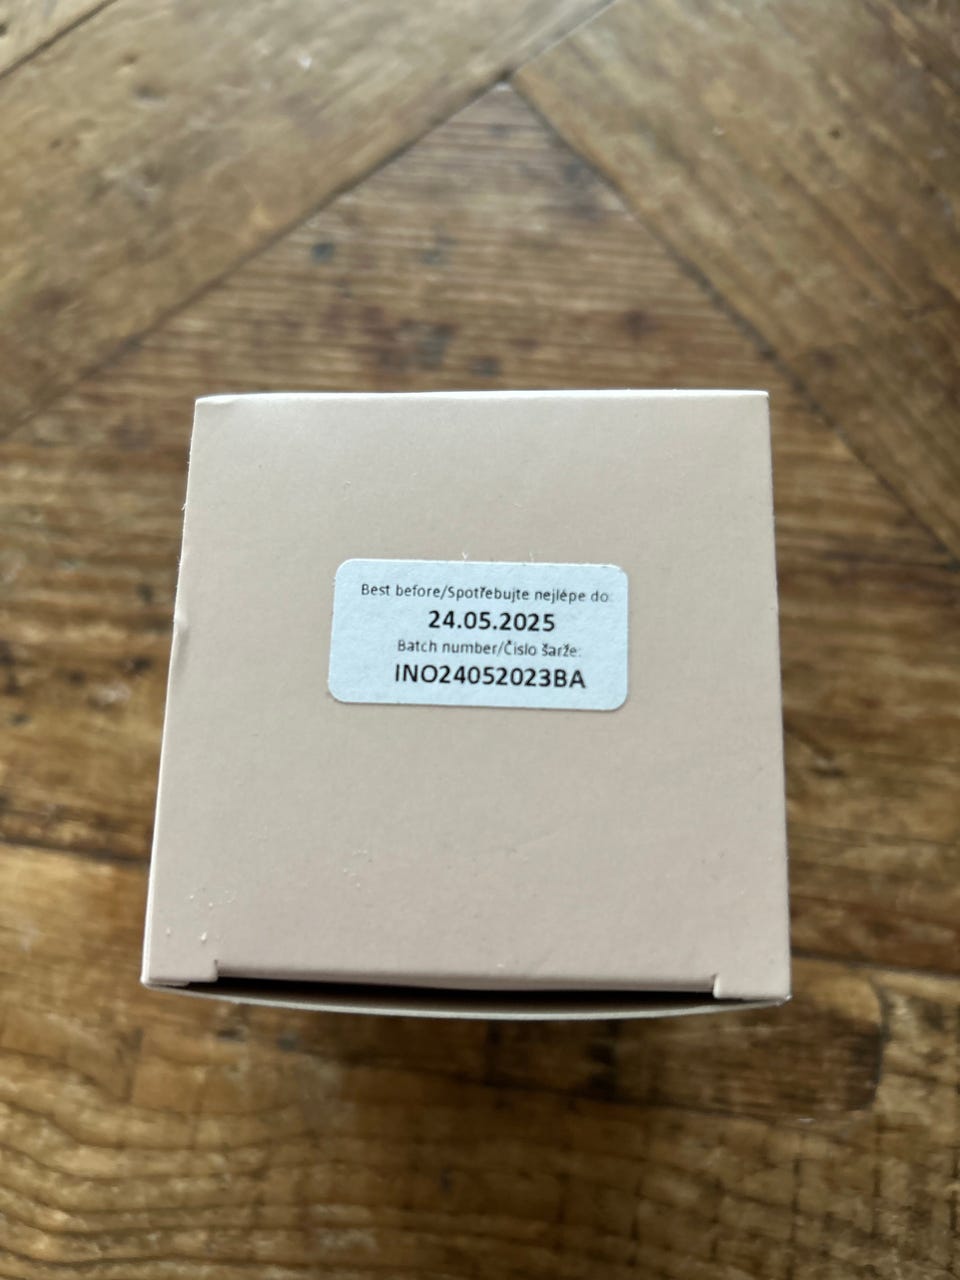 Best before/Spotřebujte nejlépe do:
24.05.2025
Batch number/Číslo šarže:
INO24052023BA